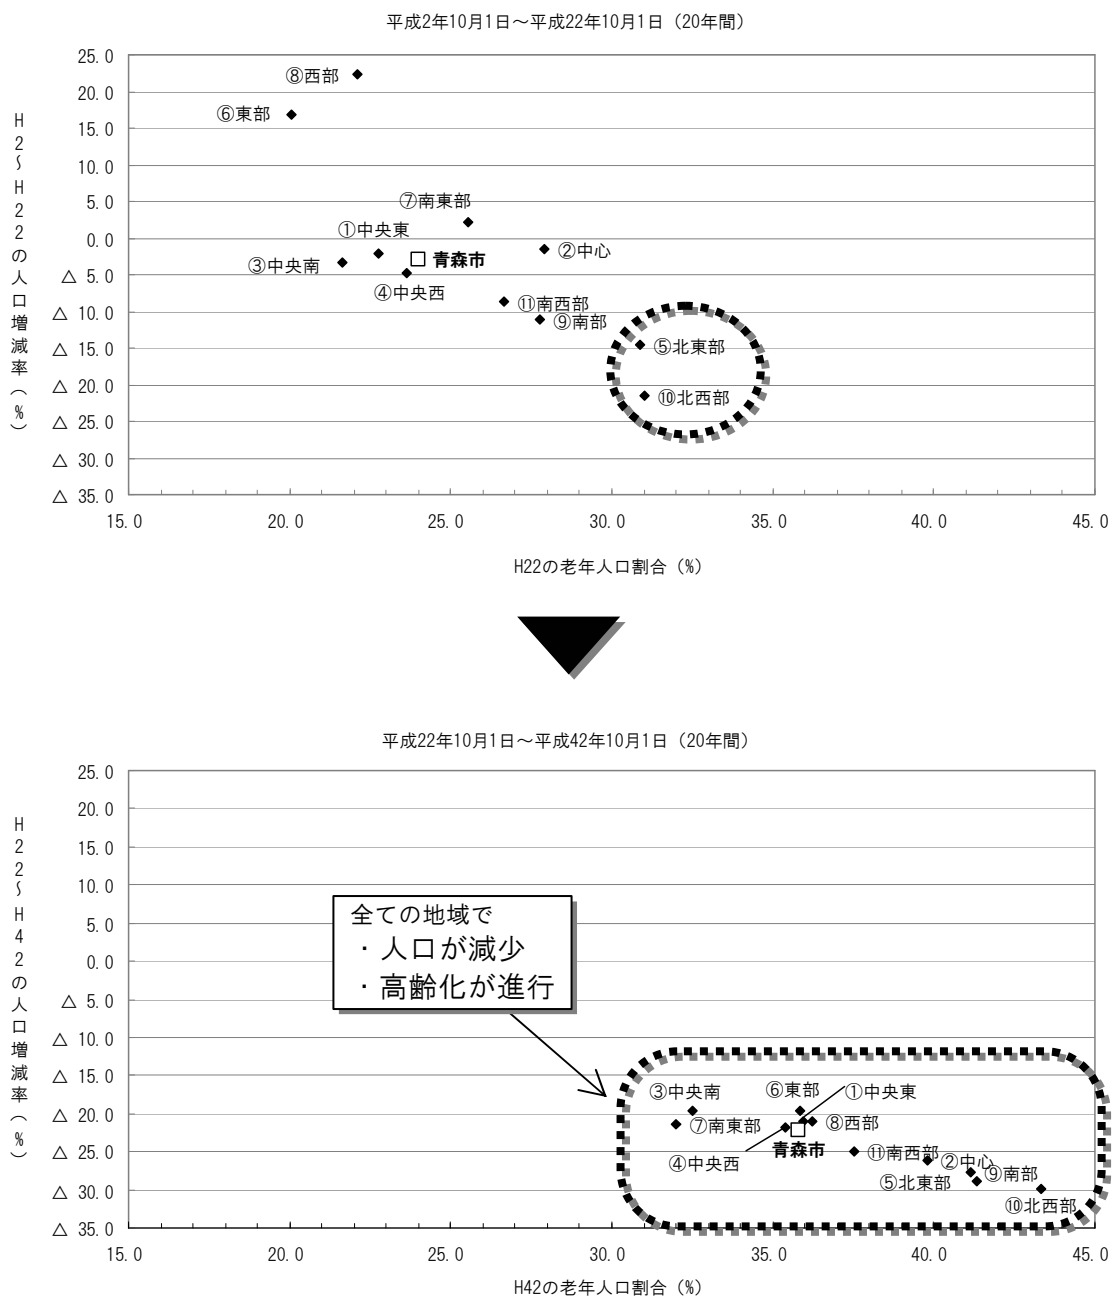 平成2年10月1日～平成22年10月1日（20年間）
25.0
⑧西部
20.0
⑥東部
15.0
10.0
5.0
⑦南東部
①中央東
0.0
②中心
青森市
③中央南
△ 5.0
④中央西
⑪南西部
△ 10.0
⑨南部
⑤北東部
△ 15.0
△ 20.0
⑩北西部
△ 25.0
△ 30.0
△ 35.0
H2～H22の人口増減率（%）
15.0 20.0 25.0 30.0 35.0 40.0 45.0
H22の老年人口割合（%）
平成22年10月1日～平成42年10月1日（20年間）
25.0
20.0
15.0
10.0
5.0
0.0
△ 5.0
△ 10.0
△ 15.0
△ 20.0
△ 25.0
△ 30.0
△ 35.0
H22～H42の人口増減率（%）
全ての地域で
・人口が減少
・高齢化が進行
③中央南
⑥東部
①中央東
⑦南東部
⑧西部
青森市
④中央西
⑪南西部
②中心
⑤北東部
⑨南部
⑩北西部
15.0 20.0 25.0 30.0 35.0 40.0 45.0
H42の老年人口割合（%）